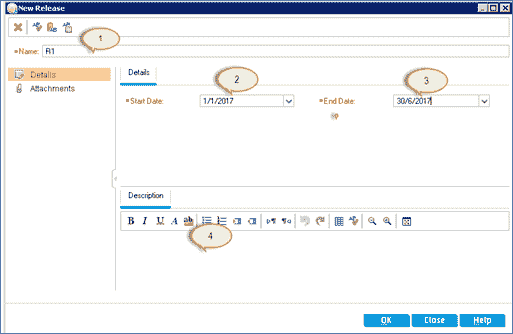 New Release
1
Name: R1
Details
Attachments
Details
2
3
Start Date: 1/1/2017
End Date: 30/6/2017
Description
B I U A ab
4
OK Close Help